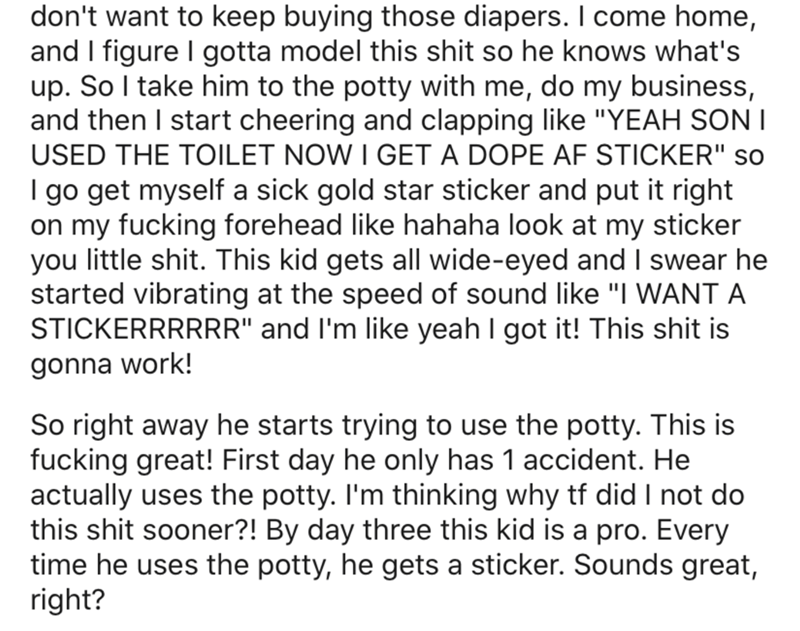 don't want to keep buying those diapers. I come home,
and I figure I gotta model this shit so he knows what's
up. So I take him to the potty with me, do my business,
and then I start cheering and clapping like "YEAH SON I
USED THE TOILET NOW I GET A DOPE AF STICKER" so
I go get myself a sick gold star sticker and put it right
on my fucking forehead like hahaha look at my sticker
you little shit. This kid gets all wide-eyed and I swear he
started vibrating at the speed of sound like "I WANT A
STICKERRRRRR" and I'm like yeah I got it! This shit is
gonna work!
So right away he starts trying to use the potty. This is
fucking great! First day he only has 1 accident. He
actually uses the potty. I'm thinking why tf did I not do
this shit sooner?! By day three this kid is a pro. Every
time he uses the potty, he gets a sticker. Sounds great,
right?